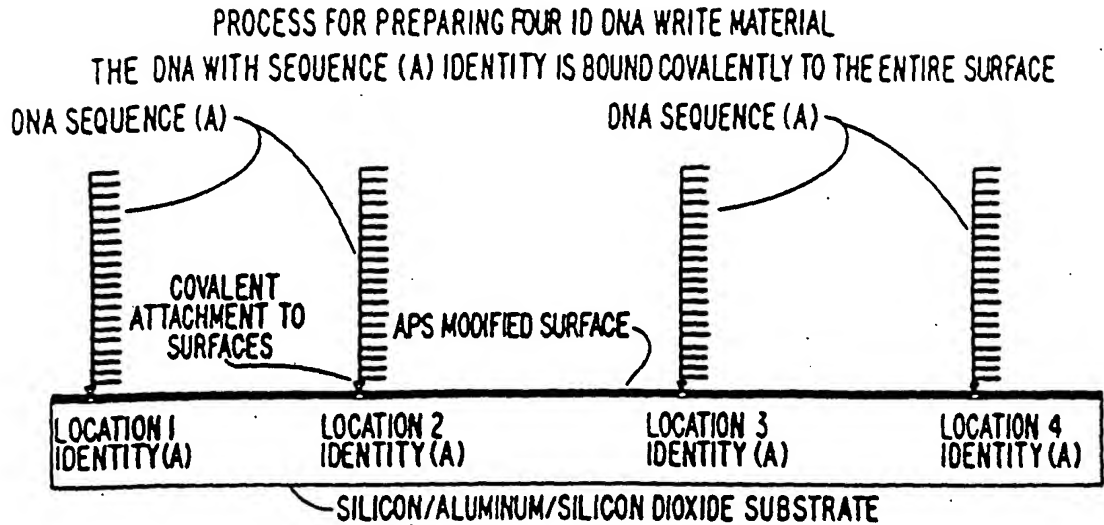 PROCESS FOR PREPARING FOUR ID DNA WRITE MATERIAL
THE DNA WITH SEQUENCE (A) IDENTITY IS BOUND COVALENTLY TO THE ENTIRE SURFACE
DNA SEQUENCE (A)
DNA SEQUENCE (A)
COVALENT
ATTACHMENT TO
SURFACES
APS MODIFIED SURFACE
LOCATION 1
IDENTITY (A)
LOCATION 2
IDENTITY (A)
LOCATION 3
IDENTITY (A)
LOCATION 4
IDENTITY (A)
SILICON/ALUMINUM/SILICON DIOXIDE SUBSTRATE